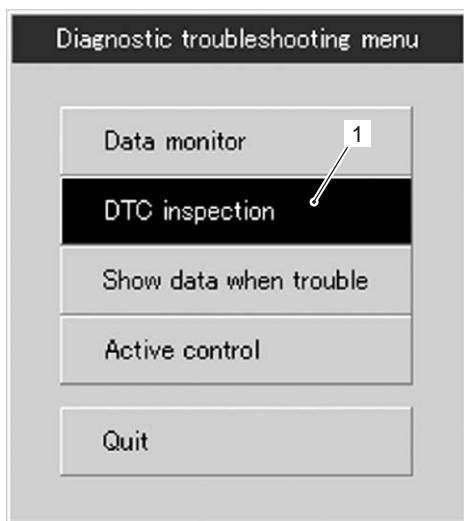 Diagnostic troubleshooting menu
Data monitor
1
DTC inspection
Show data when trouble
Active control
Quit